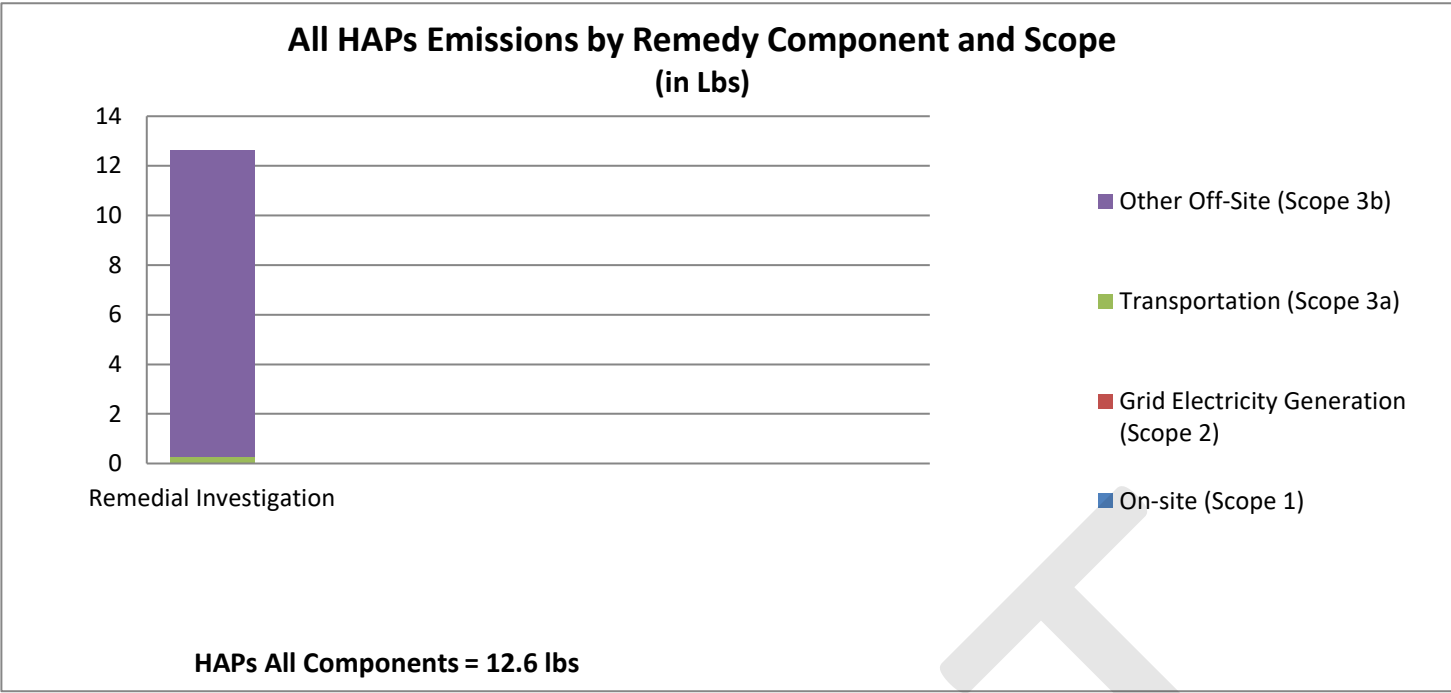 All HAPs Emissions by Remedy Component and Scope
(in Lbs)
14
12
10
8
6
4
2
0
Remedial Investigation
Other Off-Site (Scope 3b)
Transportation (Scope 3a)
Grid Electricity Generation
(Scope 2)
On-site (Scope 1)
HAPs All Components = 12.6 lbs